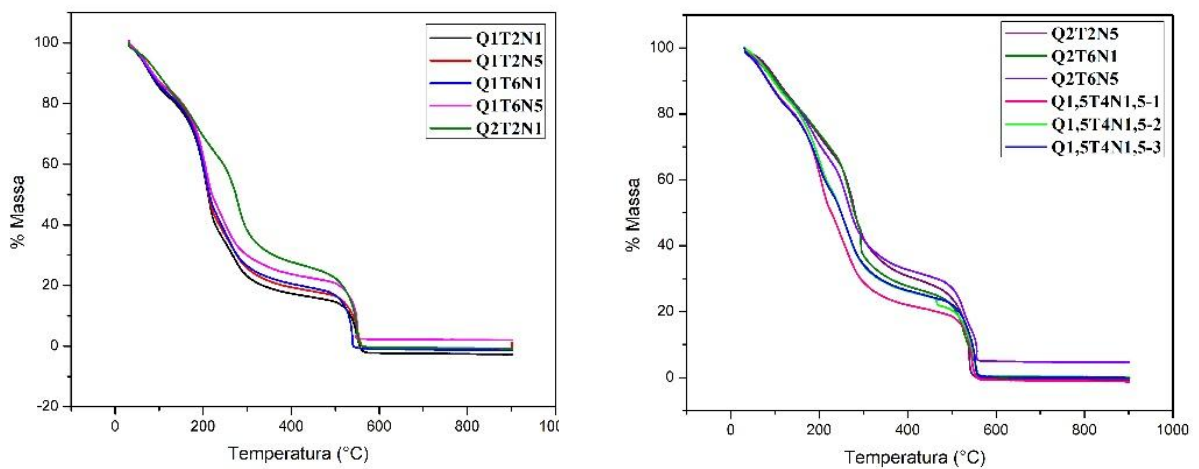 100
80
60
40
20
0
-20
% Massa
0
200
400
600
800
100
Temperatura (°C)
Q1T2N1
Q1T2N5
Q1T6N1
Q1T6N5
Q2T2N1
100
80
60
40
20
0
% Massa
0
200
400
600
800
1000
Temperatura (°C)
Q2T2N5
Q2T6N1
Q2T6N5
Q1,5T4N1,5-1
Q1,5T4N1,5-2
Q1,5T4N1,5-3